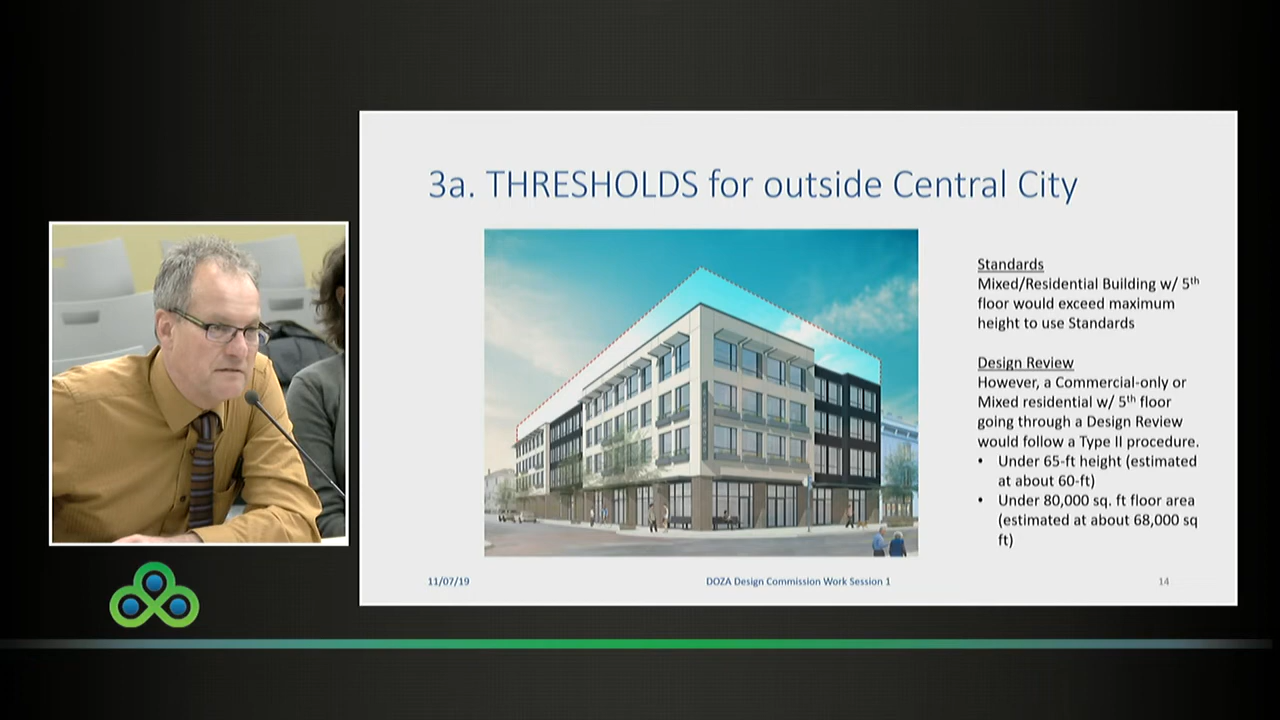 3a. THRESHOLDS for outside Central City
Standards
Mixed/Residential Building w/ 5th
floor would exceed maximum
height to use Standards
Design Review
However, a Commercial-only or
Mixed residential w/ 5th floor
going through a Design Review
would follow a Type II procedure.
• Under 65-ft height (estimated
at about 60-ft)
• Under 80,000 sq. ft floor area
(estimated at about 68,000 sq
ft)
11/07/19
DOZA Design Commission Work Session 1
14